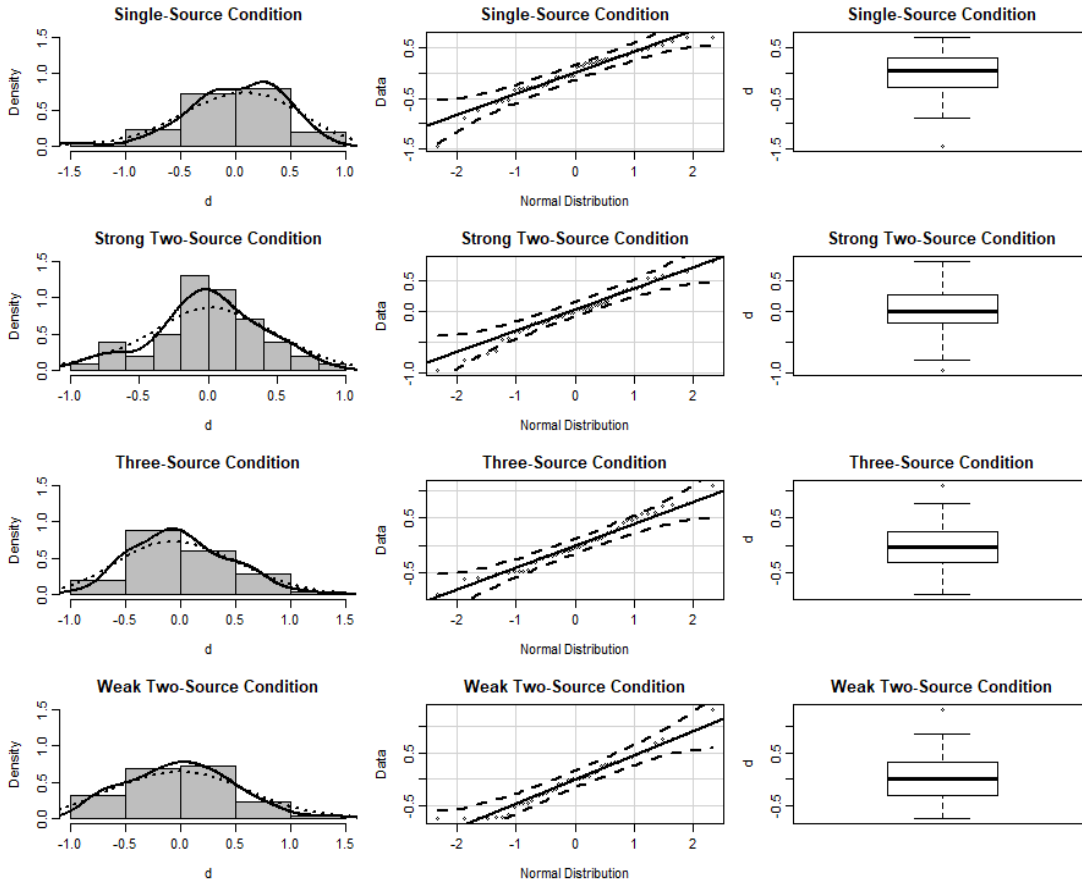 Single-Source Condition Single-Source Condition Single-Source Condition
Density 0.0 0.5 1.0 1.5
-1.5 -1.0 -0.5 0.0 0.5 1.0
d
Data -1.5 -0.5 0.5
-2 -1 0 1 2
Normal Distribution
d -1.5 -0.5 0.5
Strong Two-Source Condition Strong Two-Source Condition Strong Two-Source Condition
Density 0.0 0.5 1.0 1.5
-1.0 -0.5 0.0 0.5 1.0
d
Data -1.0 0.0 0.5
-2 -1 0 1 2
Normal Distribution
d -1.0 0.0 0.5
Three-Source Condition Three-Source Condition Three-Source Condition
Density 0.0 0.5 1.0 1.5
-1.0 -0.5 0.0 0.5 1.0 1.5
d
Data -0.5 0.5
-2 -1 0 1 2
Normal Distribution
d -0.5 0.5
Weak Two-Source Condition Weak Two-Source Condition Weak Two-Source Condition
Density 0.0 0.5 1.0 1.5
-1.0 -0.5 0.0 0.5 1.0 1.5
d
Data -0.5 0.5
-2 -1 0 1 2
Normal Distribution
d -0.5 0.5